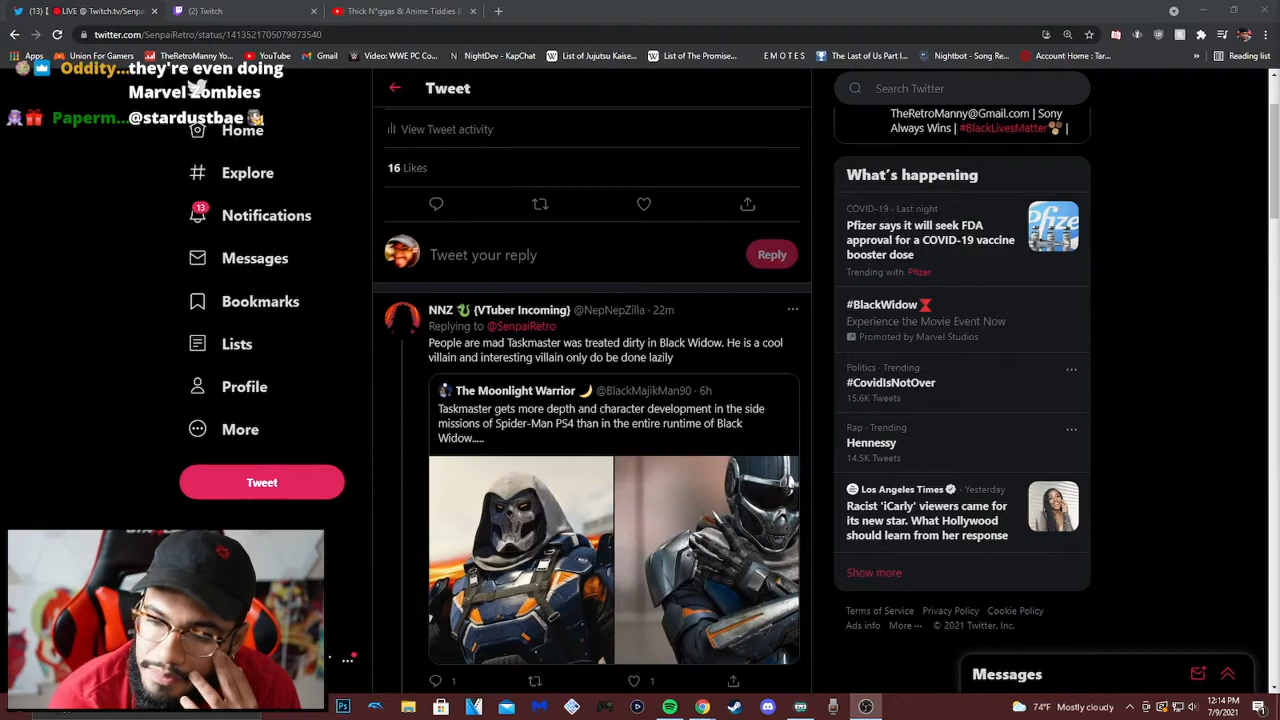 (13) LIVE @ Twitch.tv/Senp
(2) Twitch
Thick N*ggas & Anime Tiddies (
twitter.com/SenpaiRetro/status/1413521705079873540
Apps
Union For Gamers
TheRetroManny
YouTube
Gmail
Video: WWE PC Co...
NightDev - KapChat
List of Jujutsu Kaise...
List of The Promise...
E M O T E S
The Last of Us Part I...
Nightbot - Song Re...
Account Home : Tar...
Reading list
Oddity... they're even doing
Marvel Zombies
Paperm... @stardustbae
Home
Explore
13
Notifications
Messages
Bookmarks
Lists
Profile
More
Tweet
Tweet
View Tweet activity
16 Likes
Tweet your reply
Reply
NNZ {VTuber Incoming} @NepNepZilla · 22m
Replying to @SenpaiRetro
People are mad Taskmaster was treated dirty in Black Widow. He is a cool
villain and interesting villain only do be done lazily
The Moonlight Warrior @BlackMajikMan90 · 6h
Taskmaster gets more depth and character development in the side
missions of Spider-Man PS4 than in the entire runtime of Black
Widow.....
1
1
Search Twitter
TheRetroManny@Gmail.com | Sony
Always Wins | #BlackLivesMatter |
What's happening
COVID-19 · Last night
Pfizer says it will seek FDA
approval for a COVID-19 vaccine
booster dose
Trending with Pfizer
Pfizer
#BlackWidow
Experience the Movie Event Now
Promoted by Marvel Studios
Politics · Trending
#CovidIsNotOver
15.6K Tweets
Rap · Trending
Hennessy
14.5K Tweets
Los Angeles Times · Yesterday
Racist 'iCarly' viewers came for
its new star. What Hollywood
should learn from her response
Show more
Terms of Service Privacy Policy Cookie Policy
Ads info More ··· © 2021 Twitter, Inc.
Messages
74°F Mostly cloudy
12:14 PM
7/9/2021